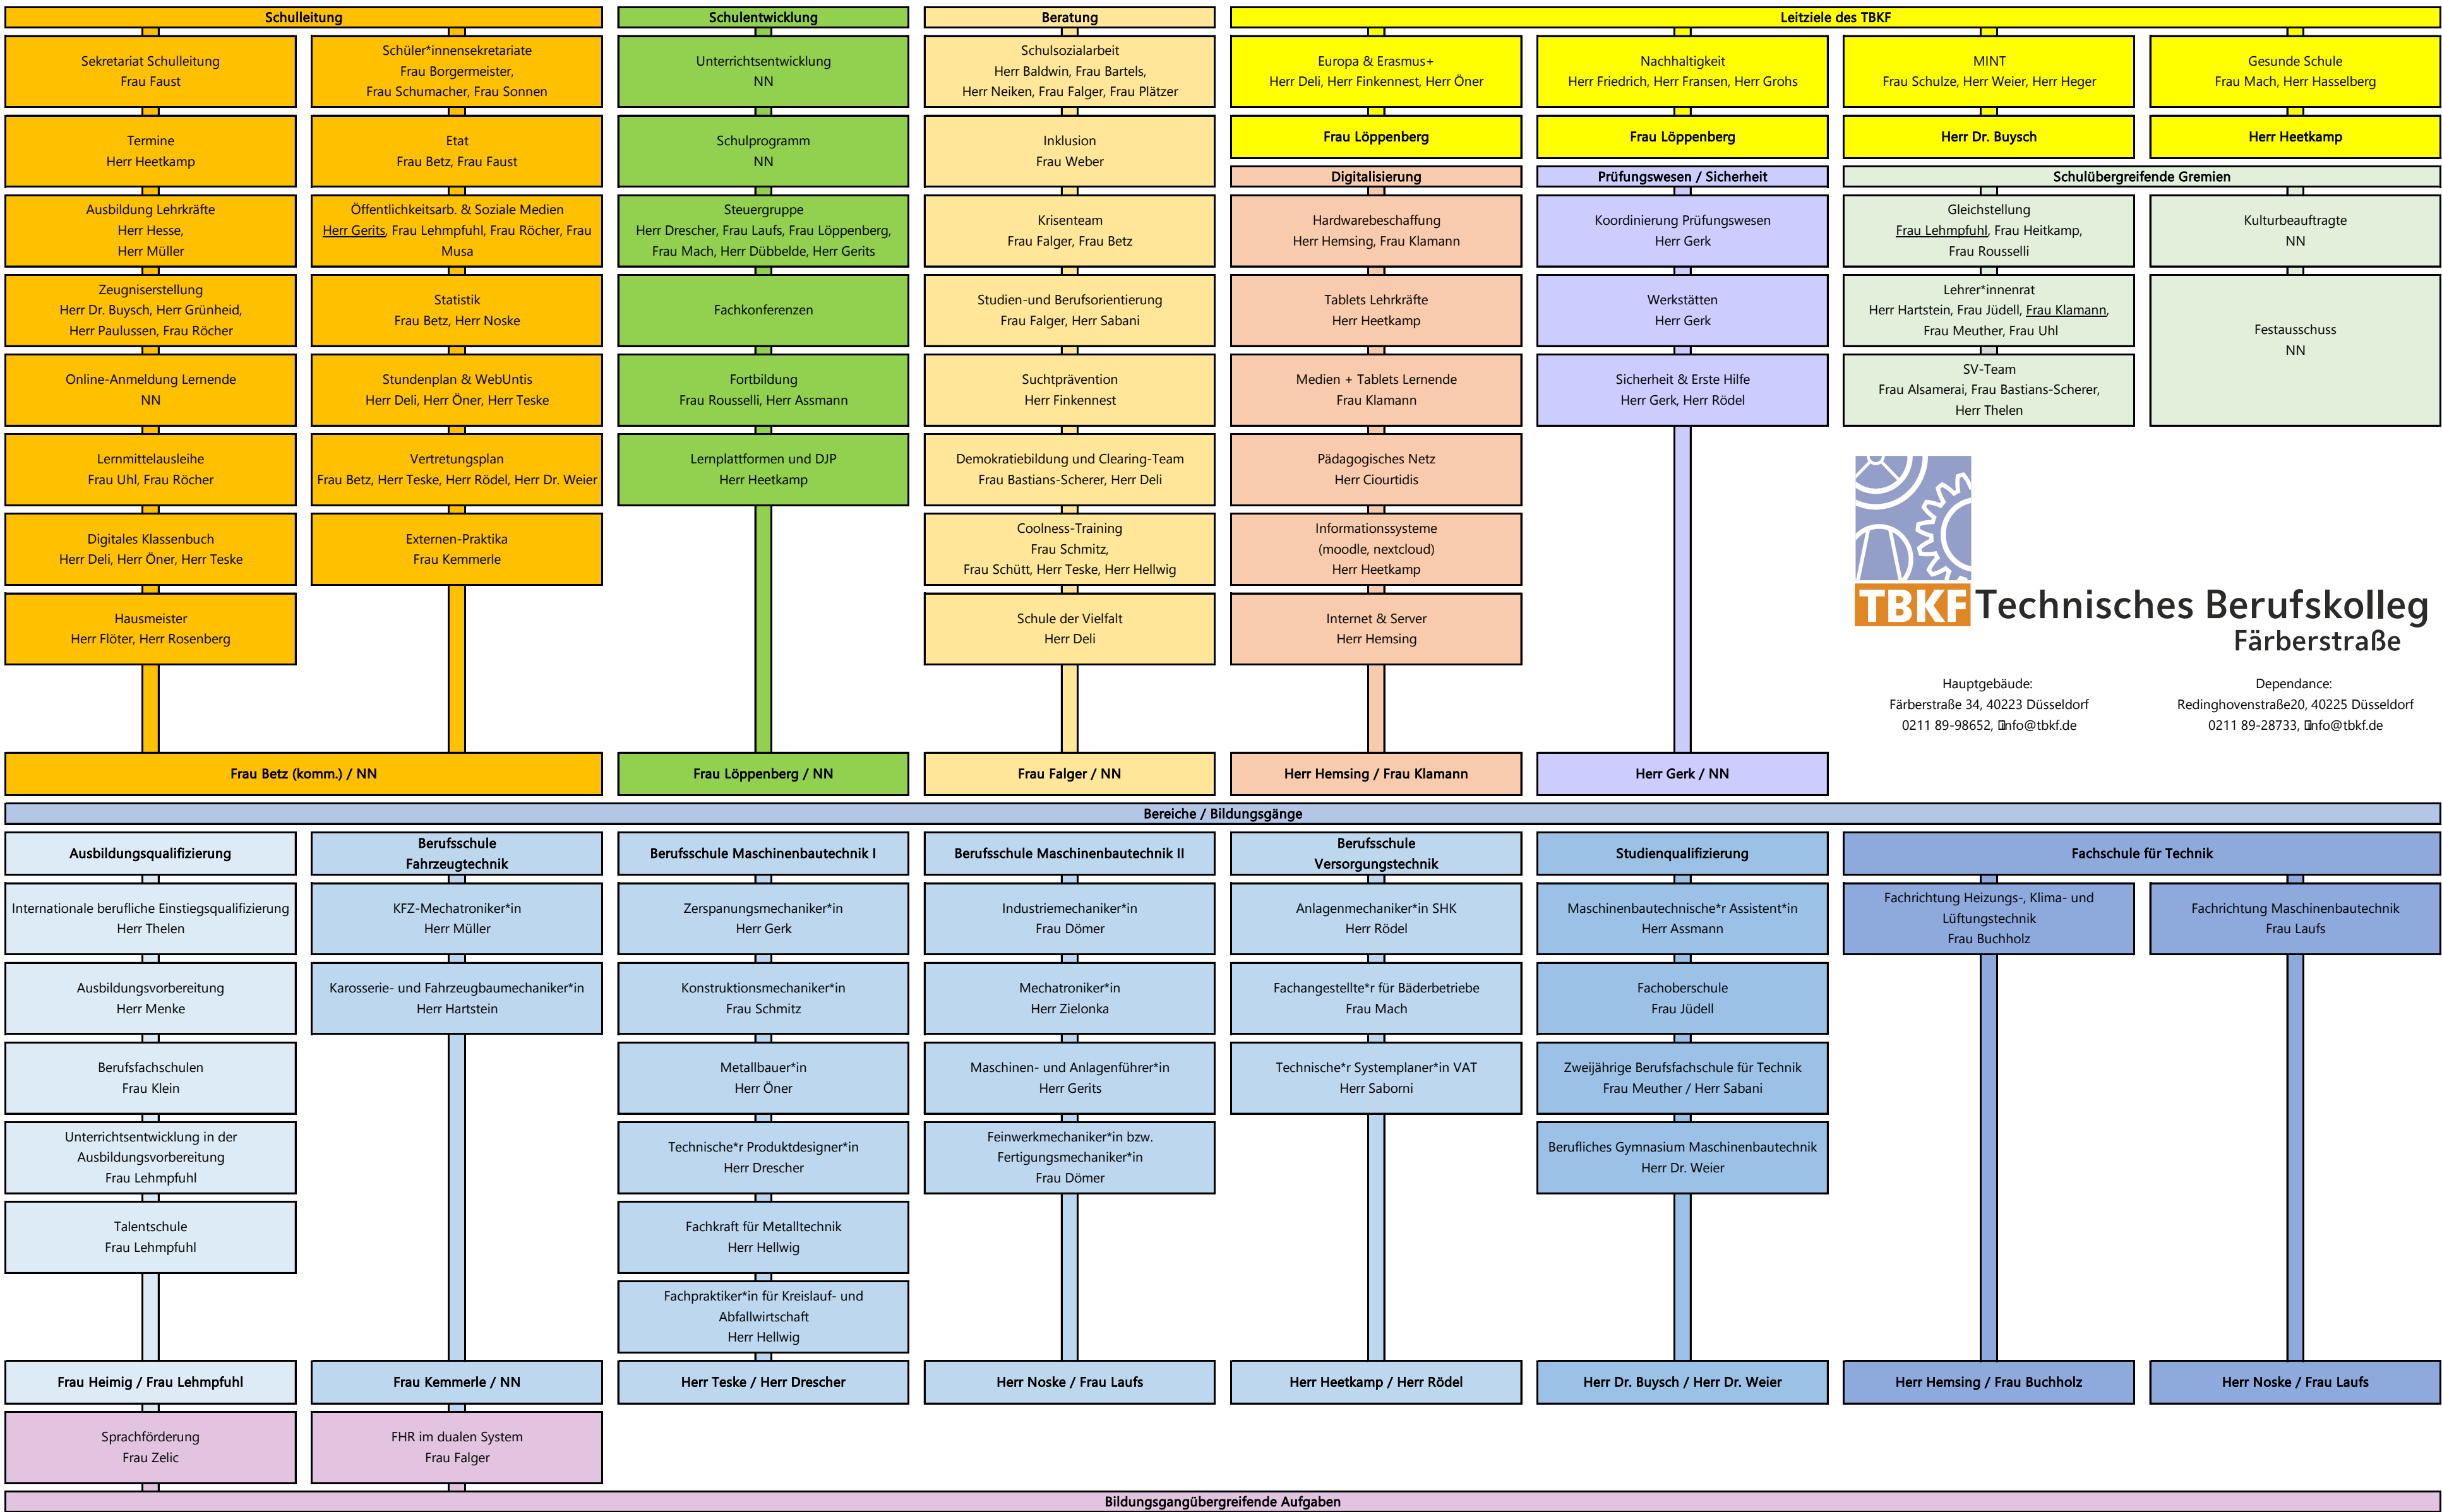 Schulleitung
Sekretariat Schulleitung
Frau Faust
Termine
Herr Heetkamp
Ausbildung Lehrkräfte
Herr Hesse,
Herr Müller
Zeugniserstellung
Herr Dr. Buysch, Herr Grünheid,
Herr Paulussen, Frau Röcher
Online-Anmeldung Lernende
NN
Lernmittelausleihe
Frau Uhl, Frau Röcher
Digitales Klassenbuch
Herr Deli, Herr Öner, Herr Teske
Hausmeister
Herr Flöter, Herr Rosenberg
Schüler*innensekretariate
Frau Borgermeister,
Frau Schumacher, Frau Sonnen
Etat
Frau Betz, Frau Faust
Öffentlichkeitsarb. & Soziale Medien
Herr Gerits, Frau Lehmpfuhl, Frau Röcher, Frau
Musa
Statistik
Frau Betz, Herr Noske
Stundenplan & WebUntis
Herr Deli, Herr Öner, Herr Teske
Vertretungsplan
Frau Betz, Herr Teske, Herr Rödel, Herr Dr. Weier
Externen-Praktika
Frau Kemmerle
Frau Betz (komm.) / NN
Schulentwicklung
Unterrichtsentwicklung
NN
Schulprogramm
NN
Steuergruppe
Herr Drescher, Frau Laufs, Frau Löppenberg,
Frau Mach, Herr Dübbelde, Herr Gerits
Fachkonferenzen
Fortbildung
Frau Rousselli, Herr Assmann
Lernplattformen und DJP
Herr Heetkamp
Frau Löppenberg / NN
Beratung
Schulsozialarbeit
Herr Baldwin, Frau Bartels,
Herr Neiken, Frau Falger, Frau Plätzer
Inklusion
Frau Weber
Krisenteam
Frau Falger, Frau Betz
Studien-und Berufsorientierung
Frau Falger, Herr Sabani
Suchtprävention
Herr Finkennest
Demokratiebildung und Clearing-Team
Frau Bastians-Scherer, Herr Deli
Coolness-Training
Frau Schmitz,
Frau Schütt, Herr Teske, Herr Hellwig
Schule der Vielfalt
Herr Deli
Frau Falger / NN
Leitziele des TBKF
Europa & Erasmus+
Herr Deli, Herr Finkennest, Herr Öner
Frau Löppenberg
Nachhaltigkeit
Herr Friedrich, Herr Fransen, Herr Grohs
Frau Löppenberg
MINT
Frau Schulze, Herr Weier, Herr Heger
Herr Dr. Buysch
Gesunde Schule
Frau Mach, Herr Hasselberg
Herr Heetkamp
Digitalisierung
Hardwarebeschaffung
Herr Hemsing, Frau Klamann
Tablets Lehrkräfte
Herr Heetkamp
Medien + Tablets Lernende
Frau Klamann
Pädagogisches Netz
Herr Ciourtidis
Informationssysteme
(moodle, nextcloud)
Herr Heetkamp
Internet & Server
Herr Hemsing
Herr Hemsing / Frau Klamann
Prüfungswesen / Sicherheit
Koordinierung Prüfungswesen
Herr Gerk
Werkstätten
Herr Gerk
Sicherheit & Erste Hilfe
Herr Gerk, Herr Rödel
Herr Gerk / NN
Schulübergreifende Gremien
Gleichstellung
Frau Lehmpfuhl, Frau Heitkamp,
Frau Rousselli
Lehrer*innenrat
Herr Hartstein, Frau Jüdell, Frau Klamann,
Frau Meuther, Frau Uhl
SV-Team
Frau Alsamerai, Frau Bastians-Scherer,
Herr Thelen
Kulturbeauftragte
NN
Festausschuss
NN
TBKF Technisches Berufskolleg
Färberstraße
Hauptgebäude:
Färberstraße 34, 40223 Düsseldorf
0211 89-98652, info@tbkf.de
Dependance:
Redinghovenstraße20, 40225 Düsseldorf
0211 89-28733, info@tbkf.de
Bereiche / Bildungsgänge
Ausbildungsqualifizierung
Internationale berufliche Einstiegsqualifizierung
Herr Thelen
Ausbildungsvorbereitung
Herr Menke
Berufsfachschulen
Frau Klein
Unterrichtsentwicklung in der
Ausbildungsvorbereitung
Frau Lehmpfuhl
Talentschule
Frau Lehmpfuhl
Frau Heimig / Frau Lehmpfuhl
Sprachförderung
Frau Zelic
Berufsschule
Fahrzeugtechnik
KFZ-Mechatroniker*in
Herr Müller
Karosserie- und Fahrzeugbaumechaniker*in
Herr Hartstein
Frau Kemmerle / NN
FHR im dualen System
Frau Falger
Berufsschule Maschinenbautechnik I
Zerspanungsmechaniker*in
Herr Gerk
Konstruktionsmechaniker*in
Frau Schmitz
Metallbauer*in
Herr Öner
Technische*r Produktdesigner*in
Herr Drescher
Fachkraft für Metalltechnik
Herr Hellwig
Fachpraktiker*in für Kreislauf- und
Abfallwirtschaft
Herr Hellwig
Herr Teske / Herr Drescher
Berufsschule Maschinenbautechnik II
Industriemechaniker*in
Frau Dömer
Mechatroniker*in
Herr Zielonka
Maschinen- und Anlagenführer*in
Herr Gerits
Feinwerkmechaniker*in bzw.
Fertigungsmechaniker*in
Frau Dömer
Herr Noske / Frau Laufs
Berufsschule
Versorgungstechnik
Anlagenmechaniker*in SHK
Herr Rödel
Fachangestellte*r für Bäderbetriebe
Frau Mach
Technische*r Systemplaner*in VAT
Herr Saborni
Herr Heetkamp / Herr Rödel
Studienqualifizierung
Maschinenbautechnische*r Assistent*in
Herr Assmann
Fachoberschule
Frau Jüdell
Zweijährige Berufsfachschule für Technik
Frau Meuther / Herr Sabani
Berufliches Gymnasium Maschinenbautechnik
Herr Dr. Weier
Herr Dr. Buysch / Herr Dr. Weier
Fachschule für Technik
Fachrichtung Heizungs-, Klima- und
Lüftungstechnik
Frau Buchholz
Herr Hemsing / Frau Buchholz
Fachrichtung Maschinenbautechnik
Frau Laufs
Herr Noske / Frau Laufs
Bildungsgangübergreifende Aufgaben